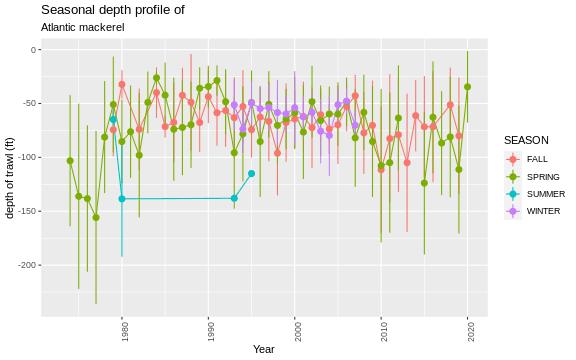 Seasonal depth profile of
Atlantic mackerel
depth of trawl (ft)
0
-50
-100
-150
-200
1980
1990
2000
2010
2020
Year
SEASON
FALL
SPRING
SUMMER
WINTER